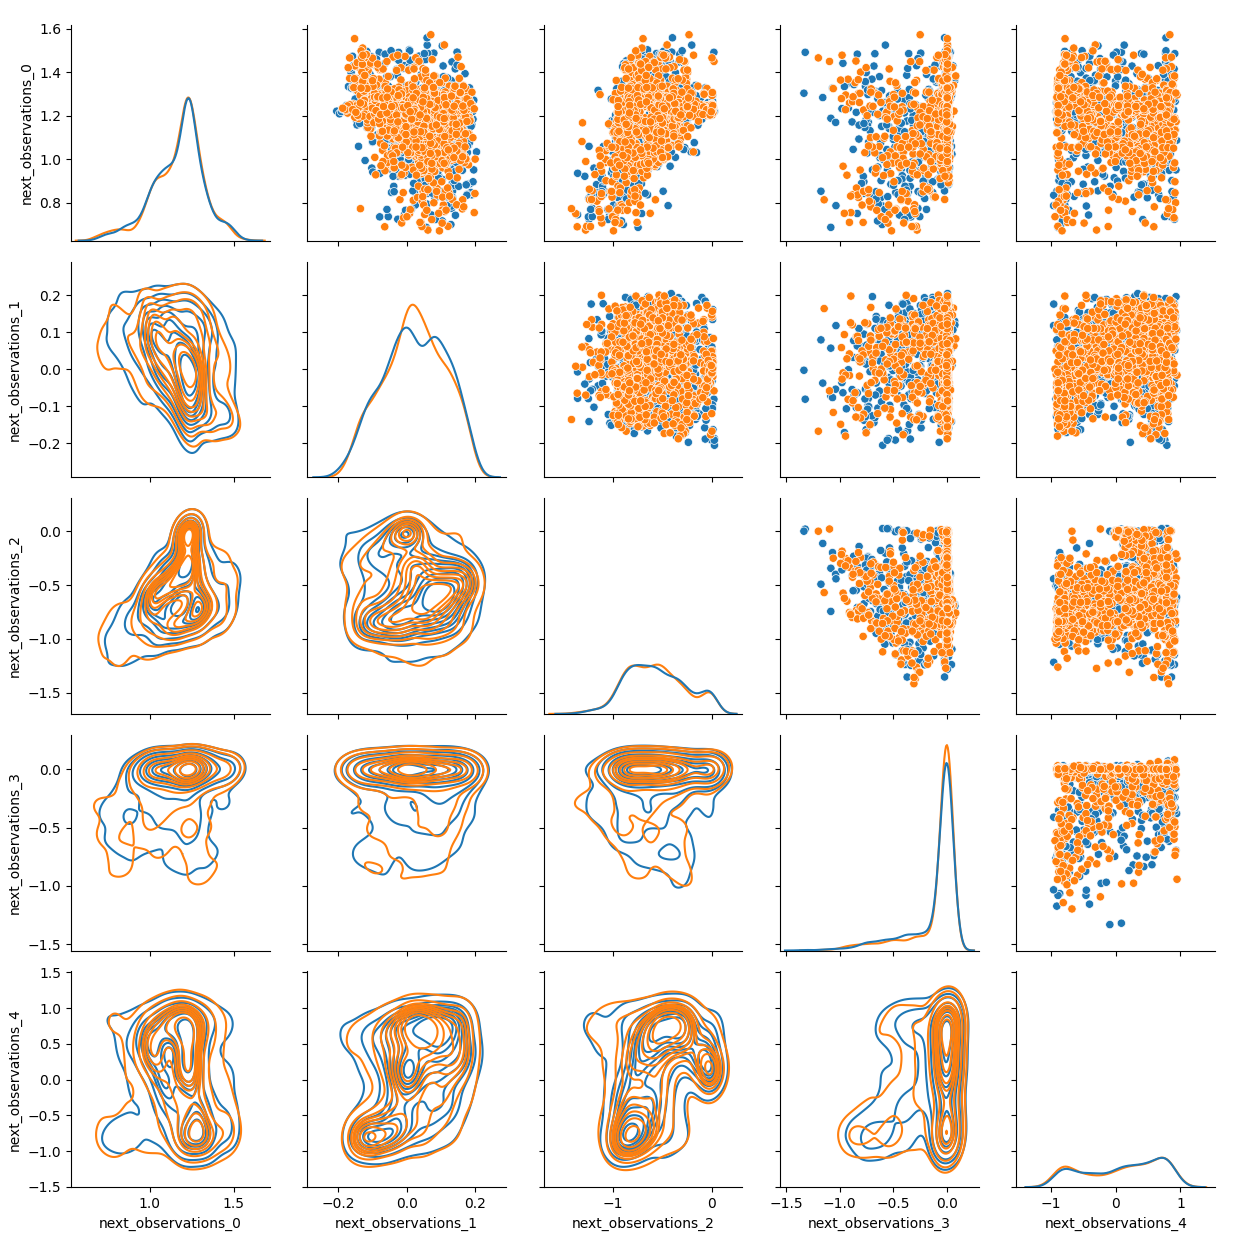 next_observations_0
1.6
1.4
1.2
1.0
0.8
next_observations_1
0.2
0.1
0.0
−0.1
−0.2
next_observations_2
0.0
−0.5
−1.0
−1.5
next_observations_3
0.0
−0.5
−1.0
−1.5
next_observations_4
1.5
1.0
0.5
0.0
−0.5
−1.0
−1.5
1.0 1.5
−0.2 0.0 0.2
−1 0
−1.5 −1.0 −0.5 0.0
−1 0 1
next_observations_0
next_observations_1
next_observations_2
next_observations_3
next_observations_4